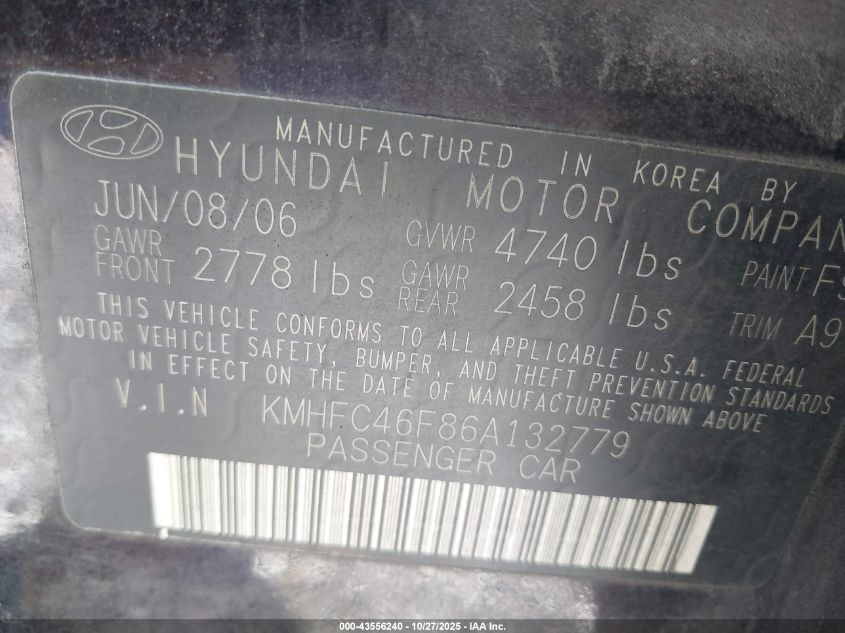 MANUFACTURED IN KOREA BY
HYUNDAI MOTOR COMPAN
JUN/08/06 GVWR 4740 lbs PAINT F9
GAWR FRONT 2778 lbs GAWR REAR 2458 lbs TRIM A9
THIS VEHICLE CONFORMS TO ALL APPLICABLE U.S.A. FEDERAL
MOTOR VEHICLE SAFETY, BUMPER, AND THEFT PREVENTION STANDARDS
IN EFFECT ON THE DATE OF MANUFACTURE SHOWN ABOVE
V.I.N KMHFC46F86A132779
PASSENGER CAR
000-43556240 - 10/27/2025 - IAA Inc.